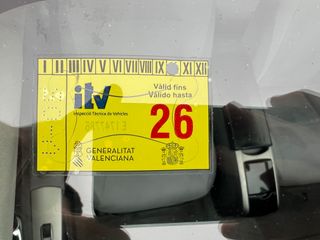 I II III IV V VI VII VIII IX XI XII
itv
Inspecció Tècnica de Vehicles
Vàlid fins
Válido hasta
26
GENERALITAT
VALENCIANA